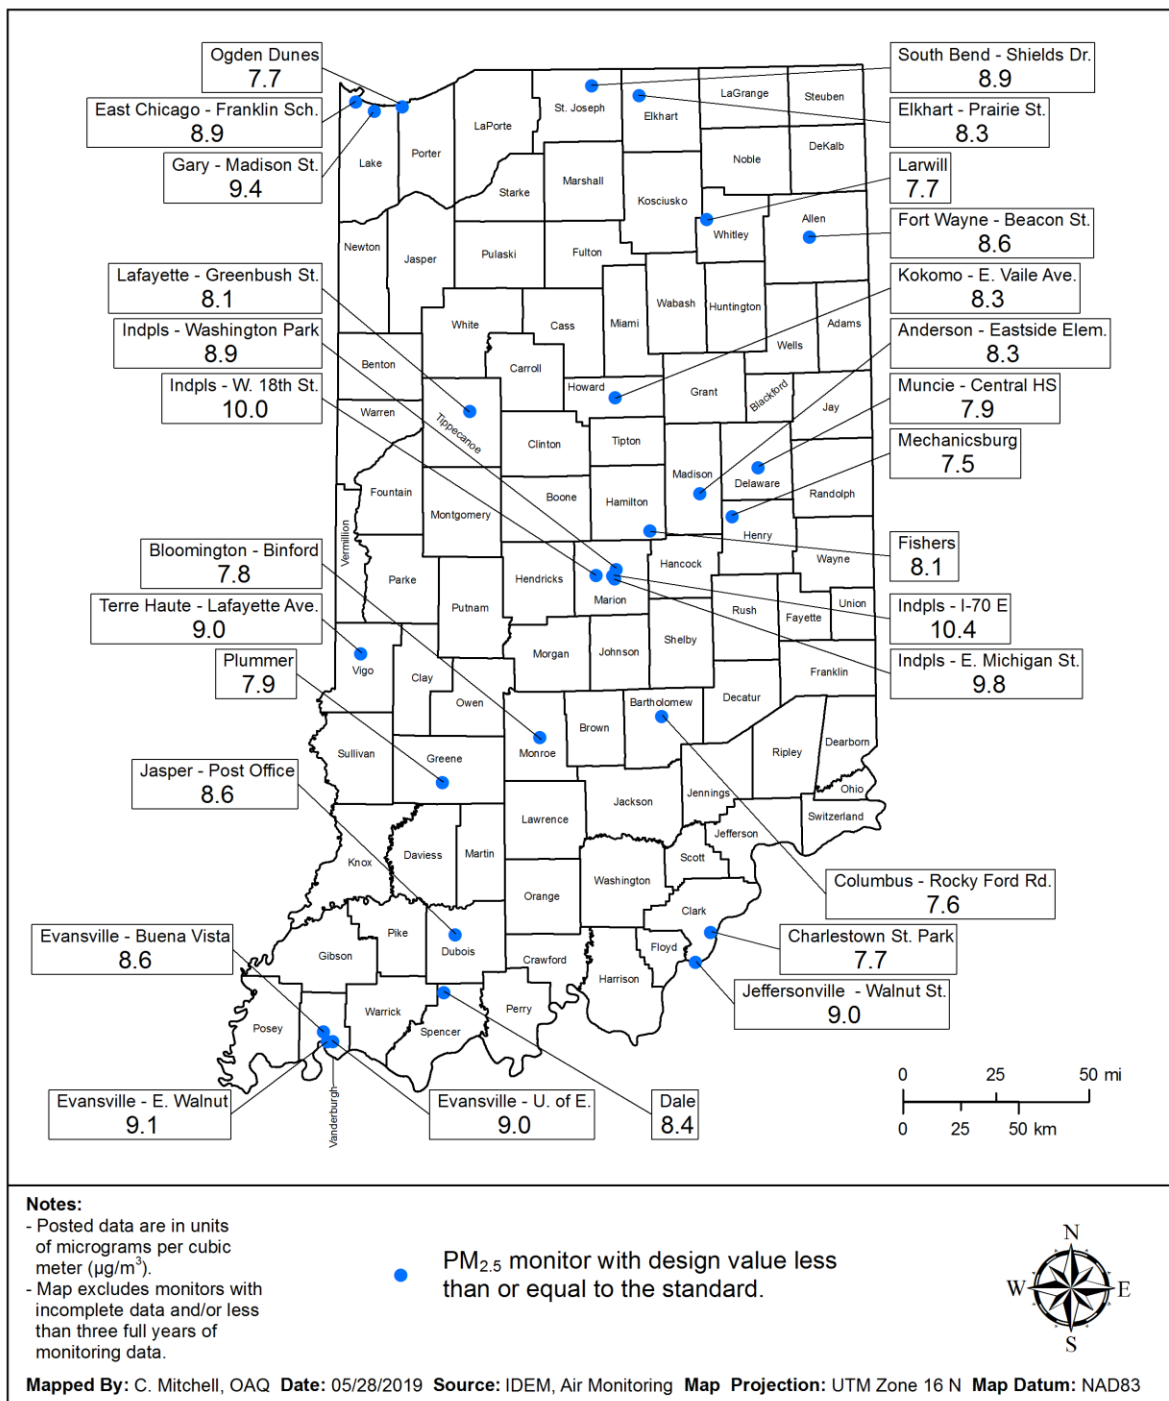 Ogden Dunes
7.7
East Chicago - Franklin Sch.
8.9
Gary - Madison St.
9.4
South Bend - Shields Dr.
8.9
Elkhart - Prairie St.
8.3
Larwill
7.7
Fort Wayne - Beacon St.
8.6
Kokomo - E. Vaile Ave.
8.3
Anderson - Eastside Elem.
8.3
Muncie - Central HS
7.9
Mechanicsburg
7.5
Lafayette - Greenbush St.
8.1
Indpls - Washington Park
8.9
Indpls - W. 18th St.
10.0
Bloomington - Binford
7.8
Terre Haute - Lafayette Ave.
9.0
Plummer
7.9
Jasper - Post Office
8.6
Evansville - Buena Vista
8.6
Evansville - E. Walnut
9.1
Evansville - U. of E.
9.0
Dale
8.4
Fishers
8.1
Indpls - I-70 E
10.4
Indpls - E. Michigan St.
9.8
Columbus - Rocky Ford Rd.
7.6
Charlestown St. Park
7.7
Jeffersonville - Walnut St.
9.0
Lake
Porter
LaPorte
St. Joseph
Elkhart
LaGrange
Steuben
Noble
DeKalb
Starke
Marshall
Kosciusko
Whitley
Allen
Newton
Jasper
Pulaski
Fulton
Wabash
Huntington
Miami
White
Cass
Wells
Adams
Benton
Carroll
Howard
Grant
Blackford
Jay
Warren
Tippecanoe
Clinton
Tipton
Madison
Delaware
Randolph
Fountain
Montgomery
Boone
Hamilton
Henry
Wayne
Vermillion
Parke
Putnam
Hendricks
Marion
Hancock
Rush
Fayette
Union
Vigo
Clay
Owen
Morgan
Johnson
Shelby
Franklin
Decatur
Sullivan
Greene
Monroe
Brown
Bartholomew
Ripley
Dearborn
Ohio
Switzerland
Jennings
Jefferson
Jackson
Lawrence
Knox
Daviess
Martin
Scott
Washington
Orange
Clark
Floyd
Harrison
Crawford
Dubois
Pike
Gibson
Posey
Vanderburgh
Warrick
Spencer
Perry
0 25 50 mi
0 25 50 km
Notes:
- Posted data are in units
of micrograms per cubic
meter (µg/m³).
- Map excludes monitors with
incomplete data and/or less
than three full years of
monitoring data.
PM₂.₅ monitor with design value less
than or equal to the standard.
N
W E
S
Mapped By: C. Mitchell, OAQ Date: 05/28/2019 Source: IDEM, Air Monitoring Map Projection: UTM Zone 16 N Map Datum: NAD83